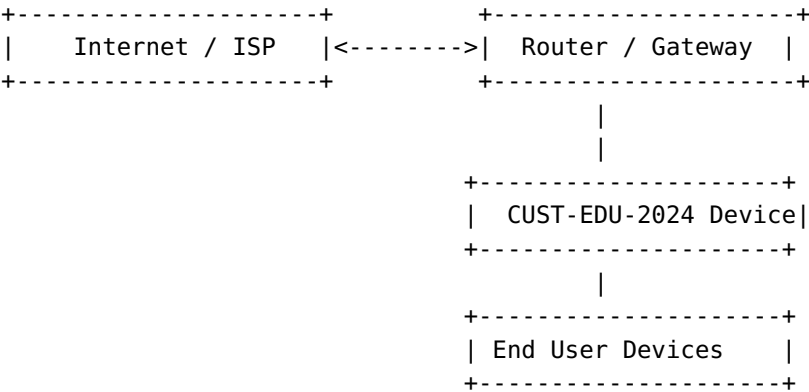 Internet / ISP
Router / Gateway
CUST-EDU-2024 Device
End User Devices